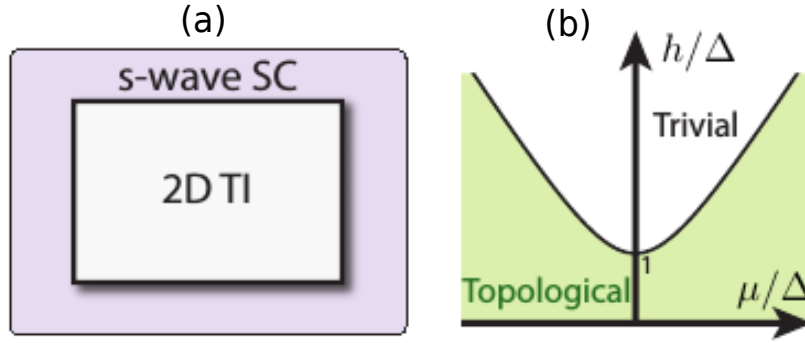 (a)
s-wave SC
2D TI
(b)
h/Δ
Trivial
1
Topological
μ/Δ